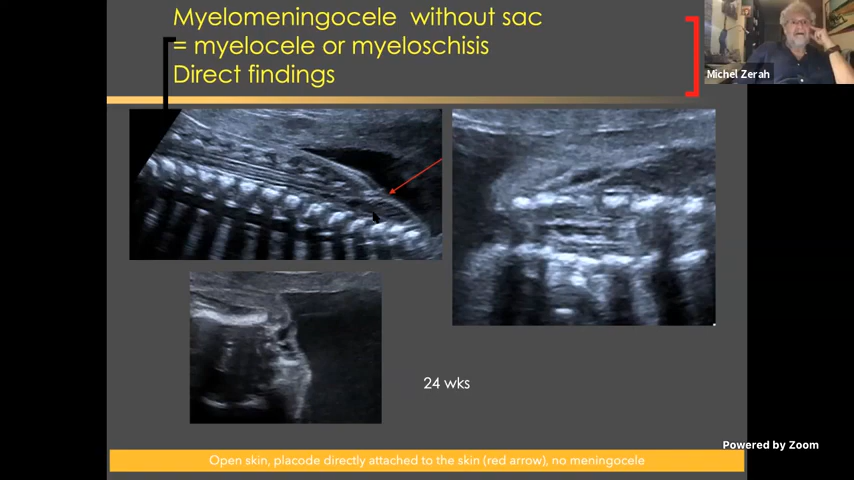 Myelomeningocele without sac
= myelocele or myeloschisis
Direct findings
Michel Zerah
24 wks
Powered by Zoom
Open skin, placode directly attached to the skin (red arrow), no meningocele